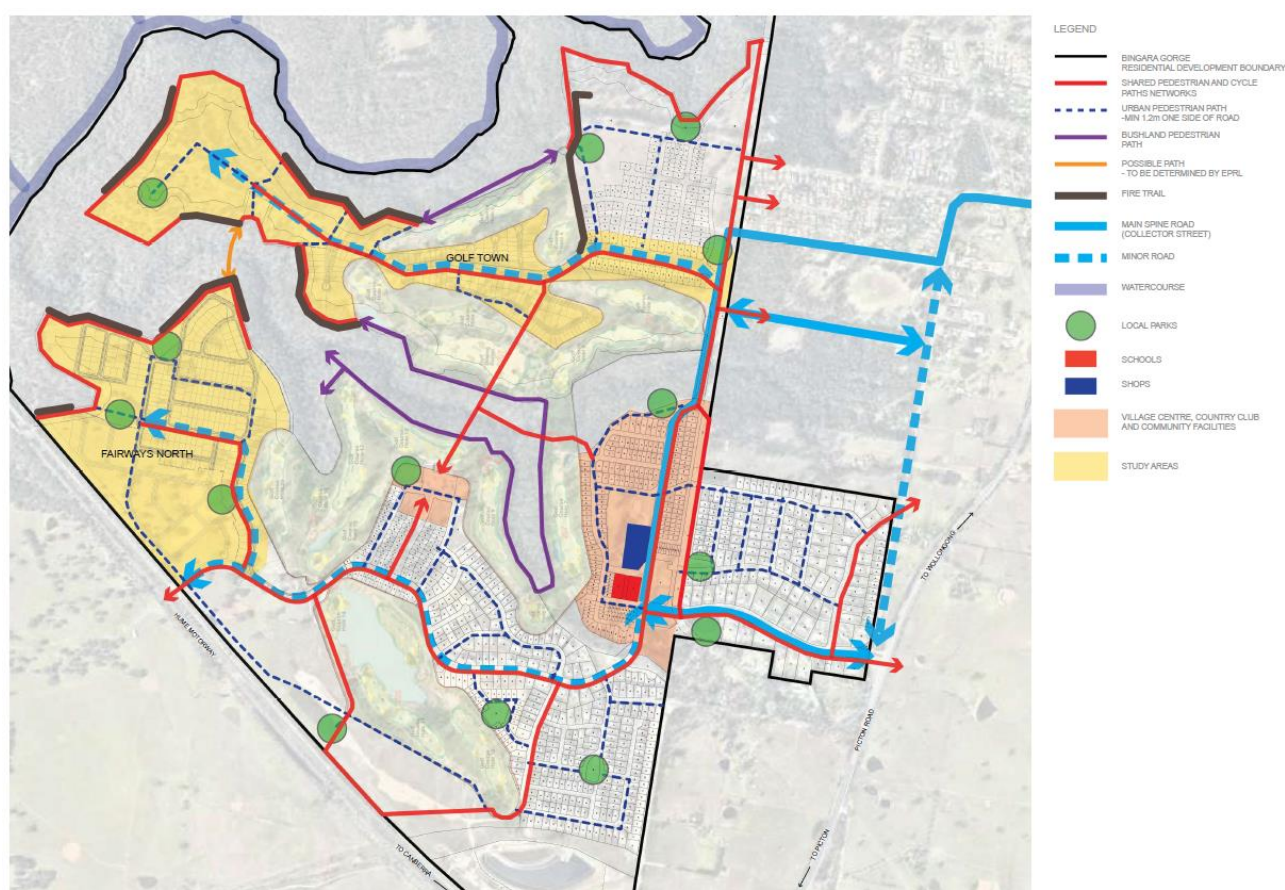 LEGEND
BINGARA GORGE
RESIDENTIAL DEVELOPMENT BOUNDARY
SHARED PEDESTRIAN AND CYCLE
PATHS NETWORKS
URBAN PEDESTRIAN PATH
-MIN 1.2m ONE SIDE OF ROAD
BUSHLAND PEDESTRIAN
PATH
POSSIBLE PATH
- TO BE DETERMINED BY EPRL
FIRE TRAIL
MAIN SPINE ROAD
(COLLECTOR STREET)
MINOR ROAD
WATERCOURSE
LOCAL PARKS
SCHOOLS
SHOPS
VILLAGE CENTRE, COUNTRY CLUB
AND COMMUNITY FACILITIES
STUDY AREAS
GOLF TOWN
FAIRWAYS NORTH
HUME MOTORWAY
TO CANBERRA
TO WOLLONGONG
PICTON ROAD
TO PICTON